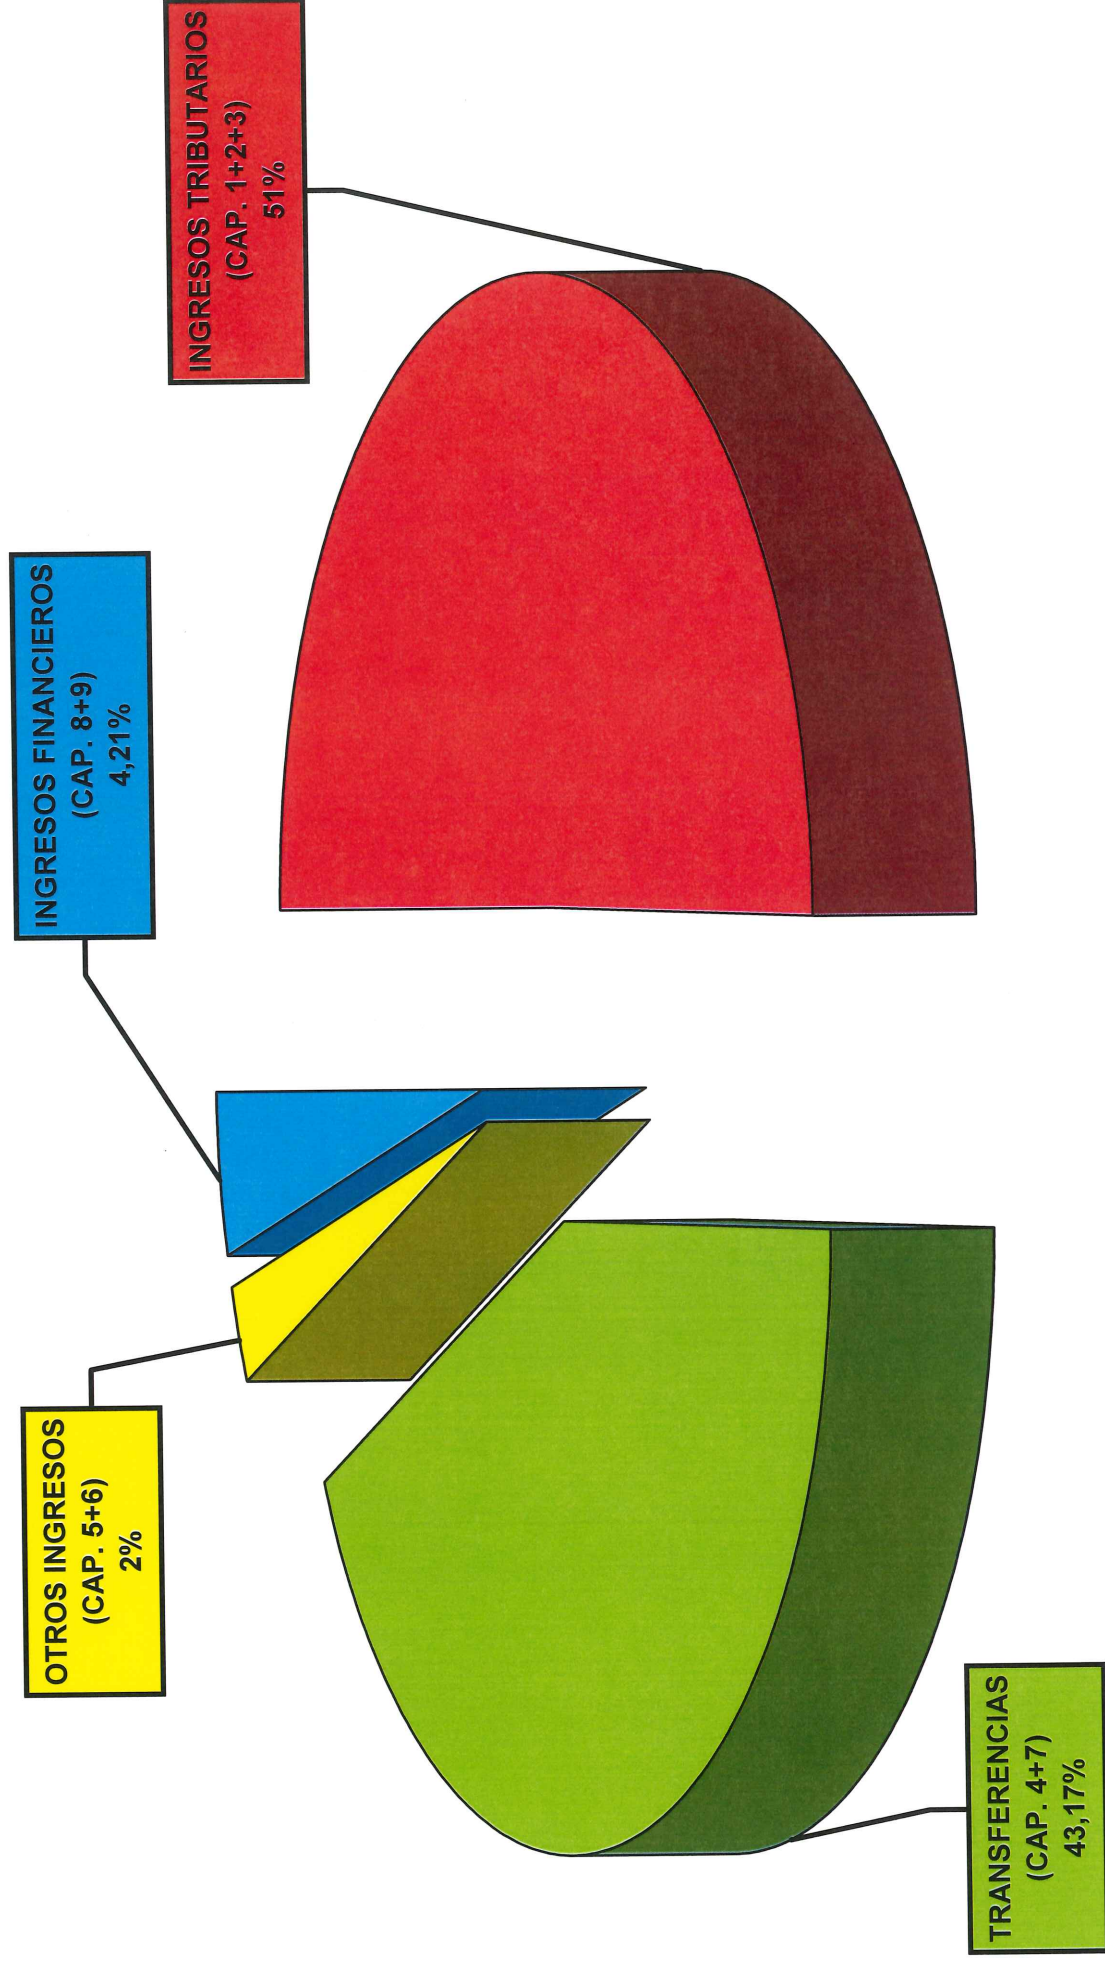 OTROS INGRESOS
(CAP. 5+6)
2%
INGRESOS FINANCIEROS
(CAP. 8+9)
4,21%
INGRESOS TRIBUTARIOS
(CAP. 1+2+3)
51%
TRANSFERENCIAS
(CAP. 4+7)
43,17%